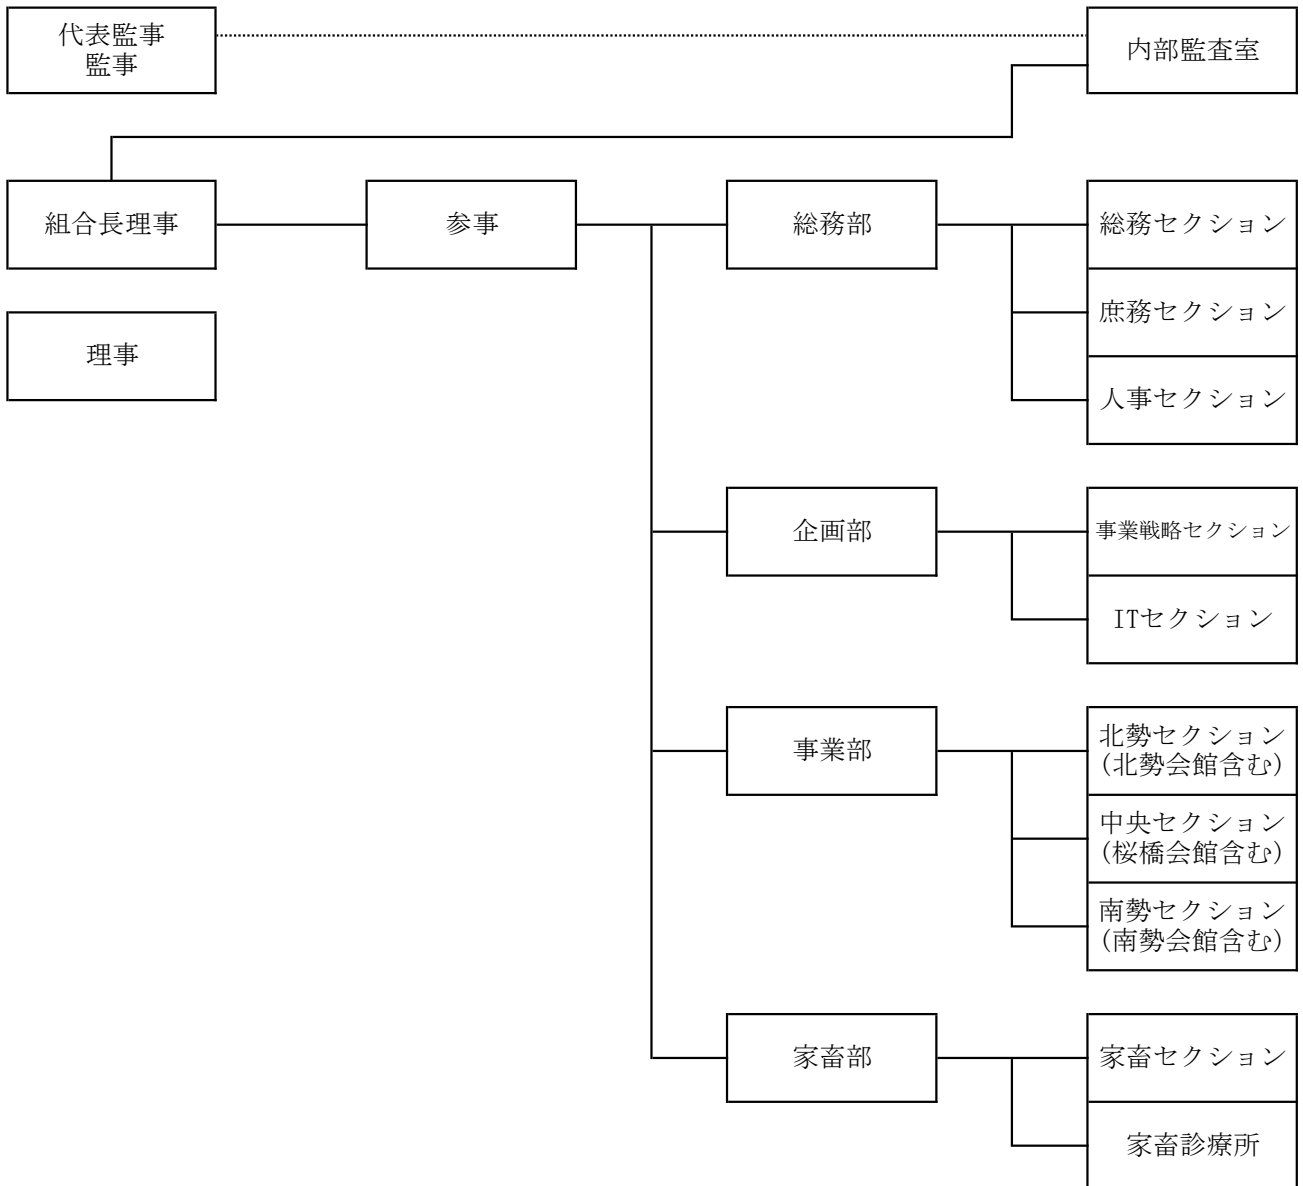 代表監事
監事
内部監査室
組合長理事
参事
総務部
総務セクション
庶務セクション
人事セクション
理事
企画部
事業戦略セクション
ITセクション
事業部
北勢セクション
(北勢会館含む)
中央セクション
(桜橋会館含む)
南勢セクション
(南勢会館含む)
家畜部
家畜セクション
家畜診療所